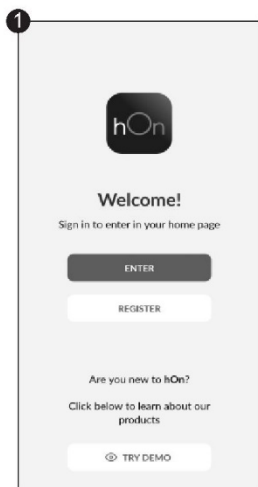 1
hOn
Welcome!
Sign in to enter in your home page
ENTER
REGISTER
Are you new to hOn?
Click below to learn about our
products
TRY DEMO